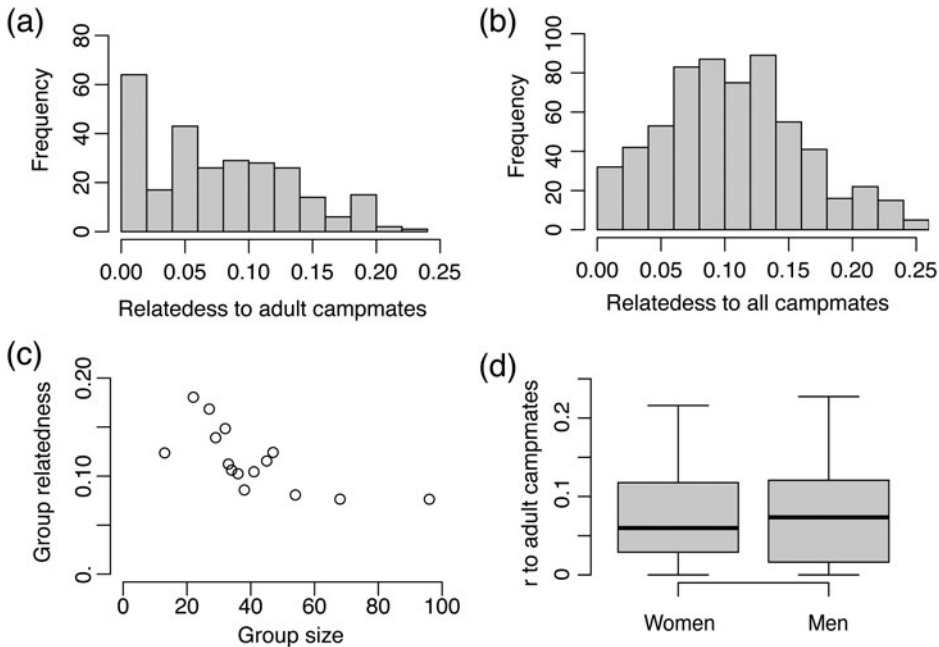 (a)
80
60
40
20
0
Frequency
0.00 0.05 0.10 0.15 0.20 0.25
Relatedess to adult campmates
(b)
100
80
60
40
20
0
Frequency
0.00 0.05 0.10 0.15 0.20 0.25
Relatedess to all campmates
(c)
0.20
0.10
0.
Group relatedness
0 20 40 60 80 100
Group size
(d)
0.2
0.1
0
r to adult campmates
Women Men